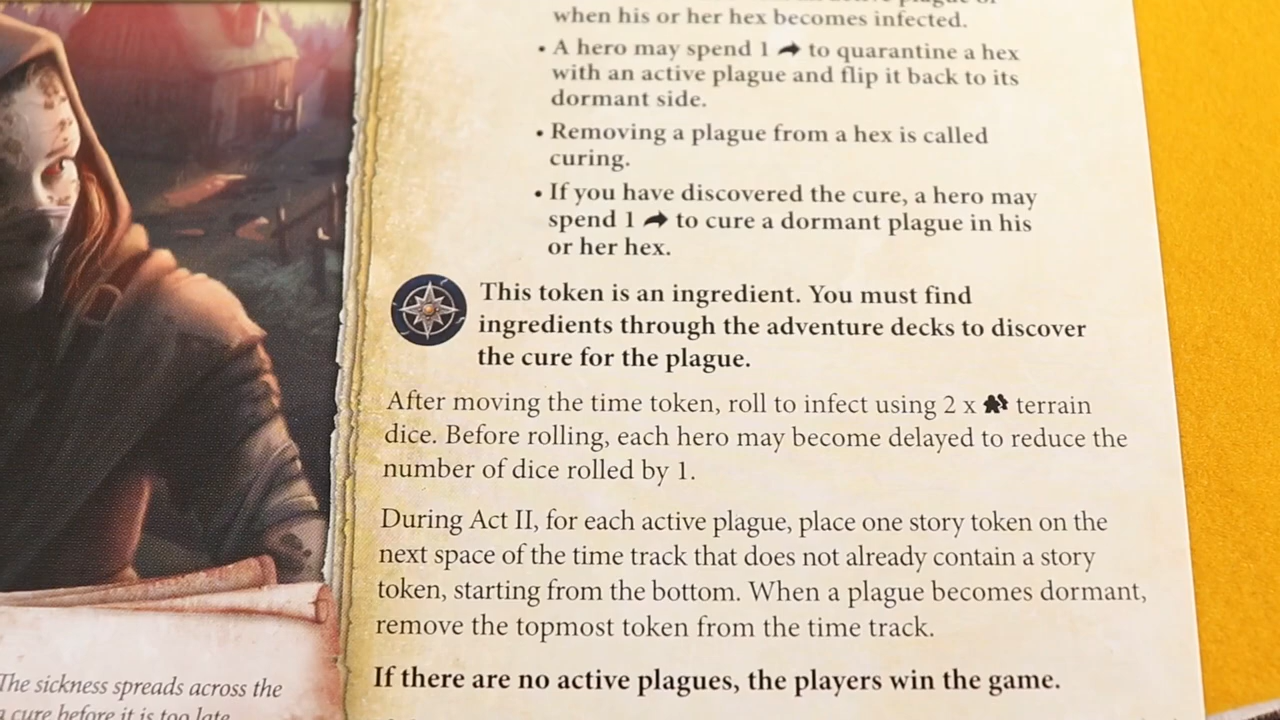 when his or her hex becomes infected.
• A hero may spend 1 to quarantine a hex
with an active plague and flip it back to its
dormant side.
• Removing a plague from a hex is called
curing.
• If you have discovered the cure, a hero may
spend 1 to cure a dormant plague in his
or her hex.
This token is an ingredient. You must find
ingredients through the adventure decks to discover
the cure for the plague.
After moving the time token, roll to infect using 2 x terrain
dice. Before rolling, each hero may become delayed to reduce the
number of dice rolled by 1.
During Act II, for each active plague, place one story token on the
next space of the time track that does not already contain a story
token, starting from the bottom. When a plague becomes dormant,
remove the topmost token from the time track.
If there are no active plagues, the players win the game.
The sickness spreads across the
a cure before it is too late.